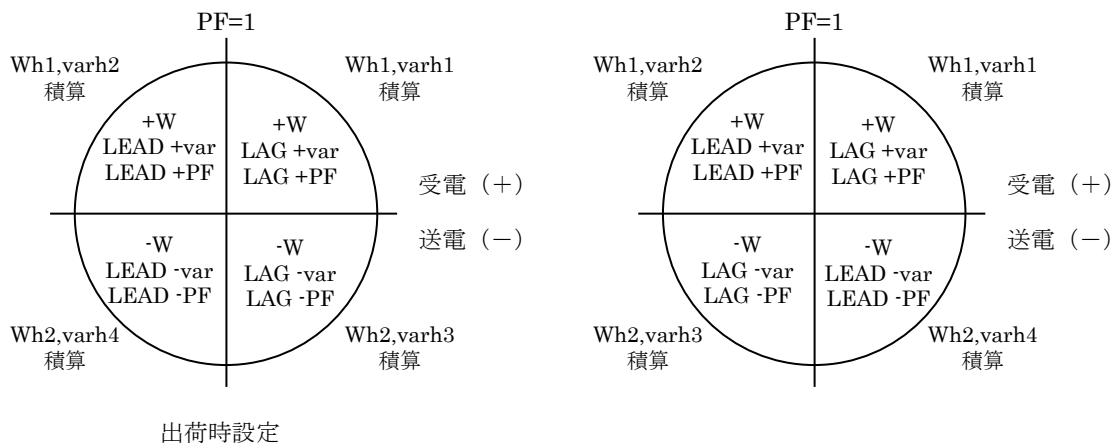 PF=1
Wh1,varh2
積算
Wh1,varh1
積算
+W
LEAD +var
LEAD +PF
+W
LAG +var
LAG +PF
受電（＋）
送電（－）
-W
LEAD -var
LEAD -PF
-W
LAG -var
LAG -PF
Wh2,varh4
積算
Wh2,varh3
積算
出荷時設定
PF=1
Wh1,varh2
積算
Wh1,varh1
積算
+W
LEAD +var
LEAD +PF
+W
LAG +var
LAG +PF
受電（＋）
送電（－）
-W
LAG -var
LAG -PF
-W
LEAD -var
LEAD -PF
Wh2,varh3
積算
Wh2,varh4
積算